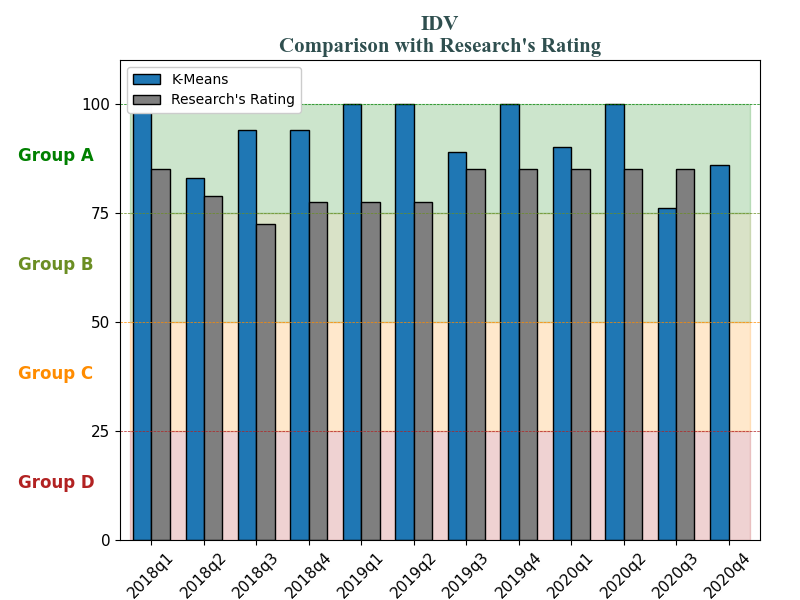 IDV
Comparison with Research's Rating
K-Means
Research's Rating
100
Group A
75
Group B
50
Group C
25
Group D
0
2018q1
2018q2
2018q3
2018q4
2019q1
2019q2
2019q3
2019q4
2020q1
2020q2
2020q3
2020q4